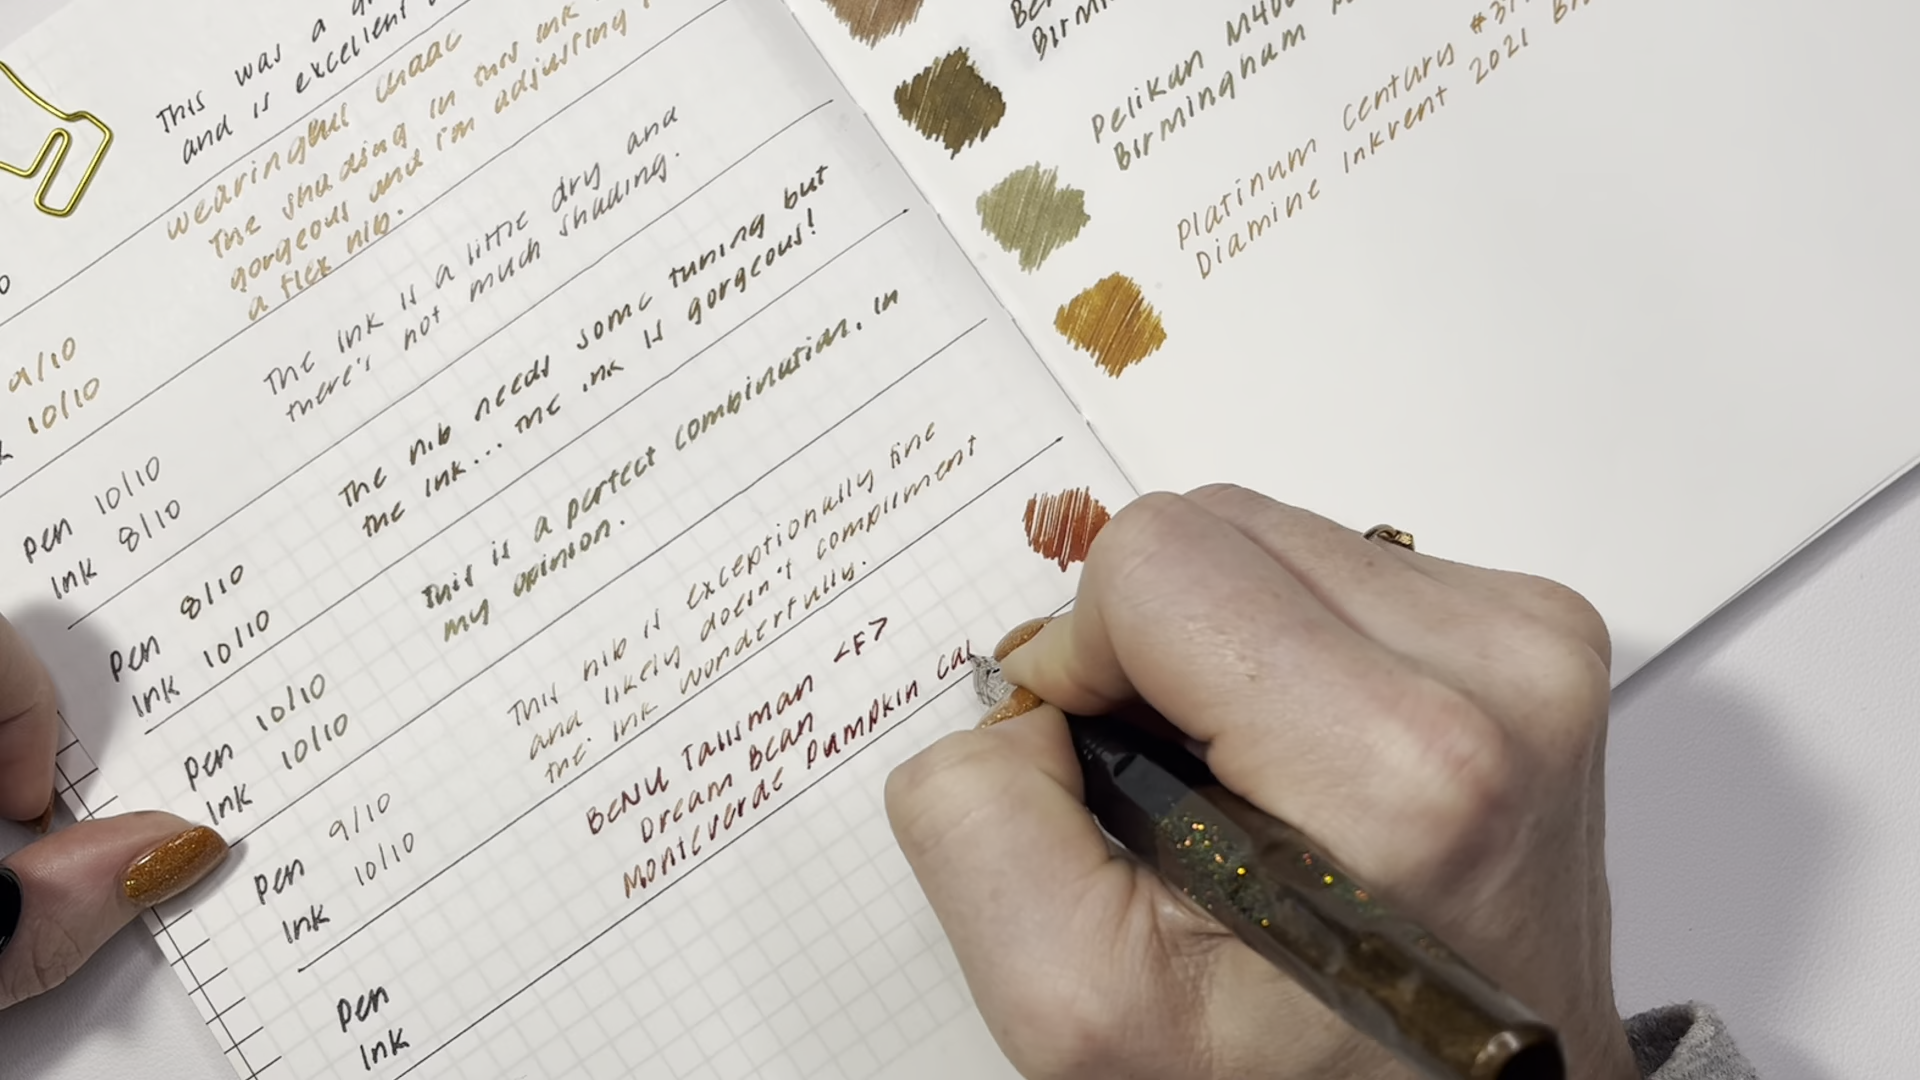 This was a
and is excellent
wearingeul
The shading in this ink
gorgeous and i'm adjusting
a flex nib.
9/10
10/10
The ink is a little dry and
there's not much shading.
pen 10/10
Ink 8/10
The nib needs some tuning but
the ink... the ink is gorgeous!
pen 8/10
Ink 10/10
This is a perfect combination. in
my opinion.
pen 10/10
Ink 10/10
This nib is exceptionally fine
and likely doesn't compliment
the ink wonderfully.
pen 9/10
Ink 10/10
BENU Talisman <F>
Dream Bean
Monteverde Pumpkin Cak
pen
Ink
Pelikan M400
Birmingham
Platinum Century
Diamine Inkvent 2021